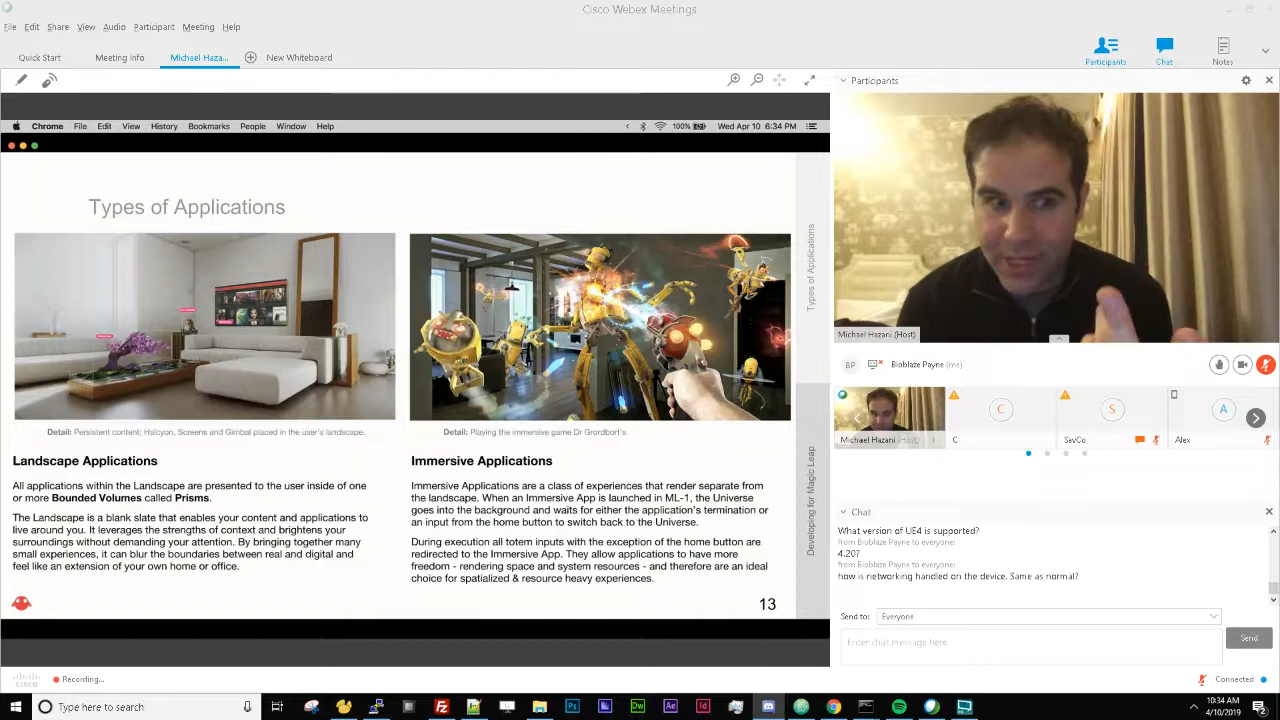 Cisco Webex Meetings
File Edit Share View Audio Participant Meeting Help
Quick Start Meeting Info Michael Haza... New Whiteboard
Participants Chat Notes
Participants
Chrome File Edit View History Bookmarks People Window Help 100% Wed Apr 10 6:34 PM
Types of Applications
Types of Applications
Developing for Magic Leap
Detail: Persistent content; Halcyon, Screens and Gimbal placed in the user's landscape.
Detail: Playing the immersive game Dr Grordbort's.
Landscape Applications
All applications within the Landscape are presented to the user inside of one
or more Bounded Volumes called Prisms.
The Landscape is a blank slate that enables your content and applications to
live around you. It leverages the strengths of context and brightens your
surroundings without demanding your attention. By bringing together many
small experiences, it can blur the boundaries between real and digital and
feel like an extension of your own home or office.
Immersive Applications
Immersive Applications are a class of experiences that render separate from
the landscape. When an Immersive App is launched in ML-1, the Universe
goes into the background and waits for either the application's termination or
an input from the home button to switch back to the Universe.
During execution all totem inputs with the exception of the home button are
redirected to the Immersive App. They allow applications to have more
freedom - rendering space and system resources - and therefore are an ideal
choice for spatialized & resource heavy experiences.
13
Michael Hazani (Host)
BP Bioblaze Payne (me)
C S A
Michael Hazani (Host) C SavCo Alex
Chat
What version of UE4 is supported?
from Bioblaze Payne to everyone:
4.20?
from Bioblaze Payne to everyone:
how is networking handled on the device. Same as normal?
Send to: Everyone
Enter chat message here
Send
cisco Recording... Connected
Type here to search
Fz Ps Dw Ae Id
10:34 AM
4/10/2019
2